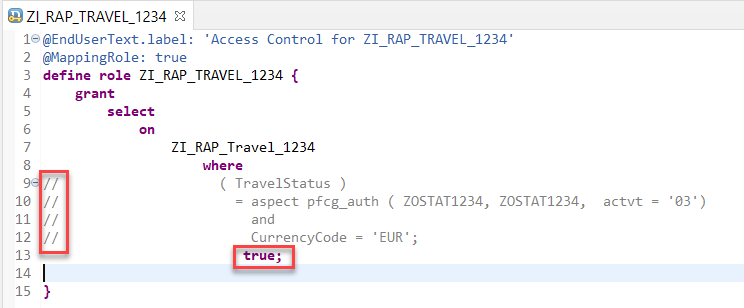 ZI_RAP_TRAVEL_1234
1 @EndUserText.label: 'Access Control for ZI_RAP_TRAVEL_1234'
2 @MappingRole: true
3 define role ZI_RAP_TRAVEL_1234 {
4 grant
5 select
6 on
7 ZI_RAP_Travel_1234
8 where
9 // ( TravelStatus )
10 // = aspect pfcg_auth ( ZOSTAT1234, ZOSTAT1234,  actvt = '03')
11 // and
12 // CurrencyCode = 'EUR';
13 true;
14
15 }